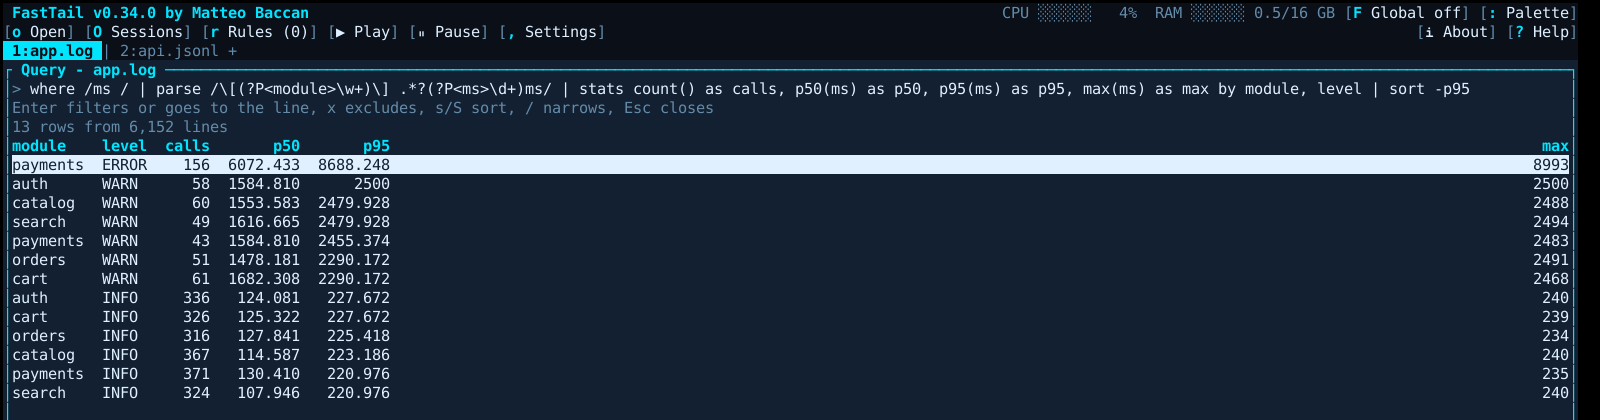 FastTail v0.34.0 by Matteo Baccan CPU ░░░░░░ 4% RAM ░░░░░░ 0.5/16 GB [F Global off] [: Palette]
[o Open] [O Sessions] [r Rules (0)] [▶ Play] [⏸ Pause] [, Settings] [i About] [? Help]
1:app.log | 2:api.jsonl +
Query - app.log
> where /ms / | parse /\[(?P<module>\w+)\] .*?(?P<ms>\d+)ms/ | stats count() as calls, p50(ms) as p50, p95(ms) as p95, max(ms) as max by module, level | sort -p95
Enter filters or goes to the line, x excludes, s/S sort, / narrows, Esc closes
13 rows from 6,152 lines
module level calls p50 p95 max
payments ERROR 156 6072.433 8688.248 8993
auth WARN 58 1584.810 2500 2500
catalog WARN 60 1553.583 2479.928 2488
search WARN 49 1616.665 2479.928 2494
payments WARN 43 1584.810 2455.374 2483
orders WARN 51 1478.181 2290.172 2491
cart WARN 61 1682.308 2290.172 2468
auth INFO 336 124.081 227.672 240
cart INFO 326 125.322 227.672 239
orders INFO 316 127.841 225.418 234
catalog INFO 367 114.587 223.186 240
payments INFO 371 130.410 220.976 235
search INFO 324 107.946 220.976 240